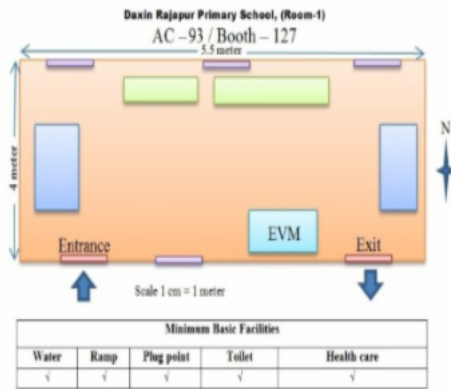 Daxin Rajapur Primary School, (Room-1)
AC – 93 / Booth – 127
5.5 meter
4 meter
N
EVM
Entrance
Exit
Scale 1 cm = 1 meter
Minimum Basic Facilities
Water Ramp Plug point Toilet Health care
√ √ √ √ √